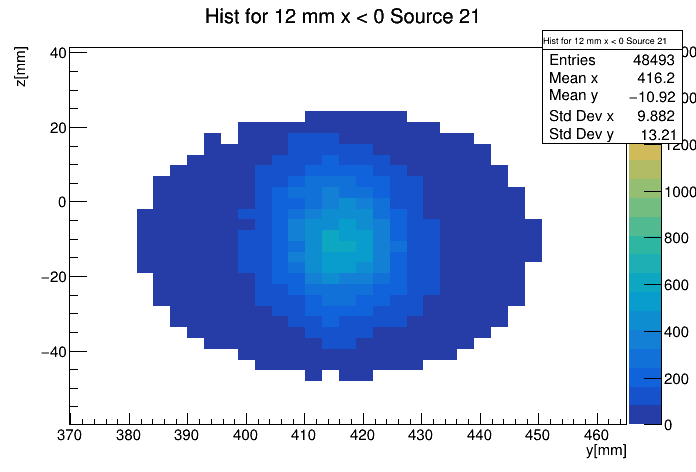 Hist for 12 mm x < 0 Source 21
Hist for 12 mm x < 0 Source 21
Entries 48493
Mean x 416.2
Mean y −10.92
Std Dev x 9.882
Std Dev y 13.21
z[mm]
40
20
0
−20
−40
1200
1000
800
600
400
200
0
370 380 390 400 410 420 430 440 450 460
y[mm]